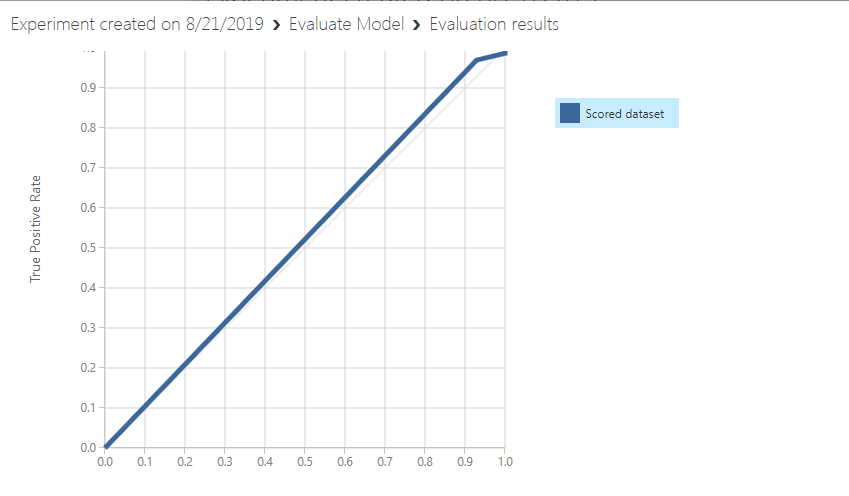 Experiment created on 8/21/2019 › Evaluate Model › Evaluation results
Scored dataset
True Positive Rate
0.9
0.8
0.7
0.6
0.5
0.4
0.3
0.2
0.1
0.0
0.0 0.1 0.2 0.3 0.4 0.5 0.6 0.7 0.8 0.9 1.0